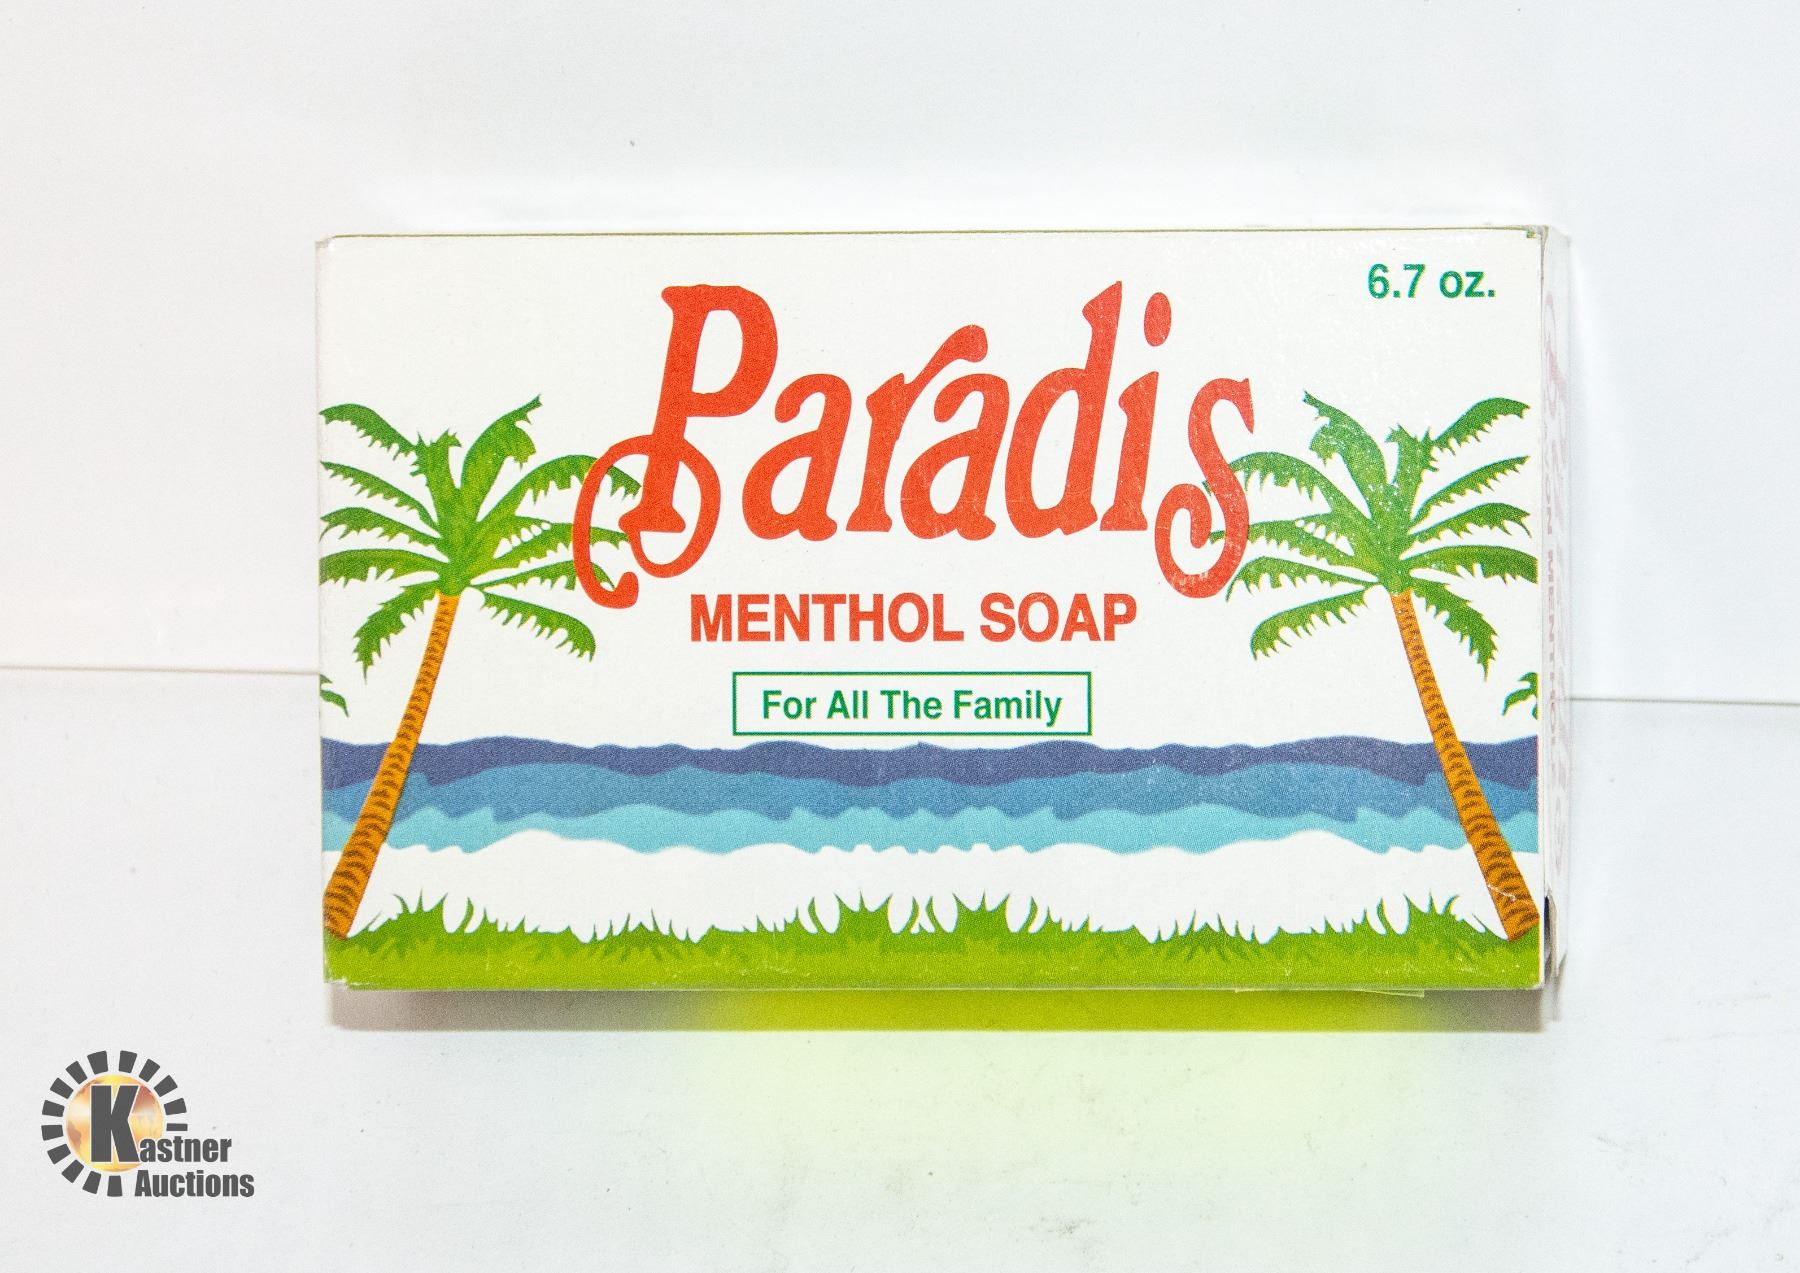 6.7 oz.
Paradis
MENTHOL SOAP
For All The Family
Kastner
Auctions